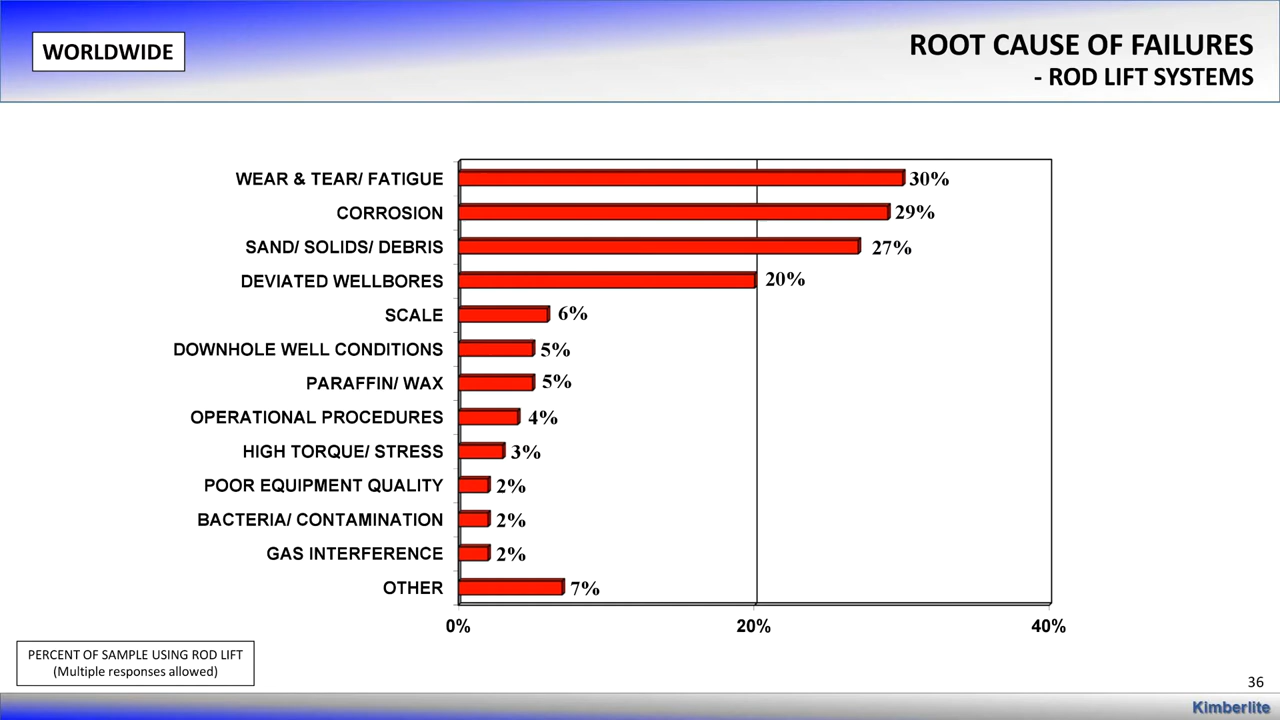 WORLDWIDE
ROOT CAUSE OF FAILURES
- ROD LIFT SYSTEMS
WEAR & TEAR/ FATIGUE 30%
CORROSION 29%
SAND/ SOLIDS/ DEBRIS 27%
DEVIATED WELLBORES 20%
SCALE 6%
DOWNHOLE WELL CONDITIONS 5%
PARAFFIN/ WAX 5%
OPERATIONAL PROCEDURES 4%
HIGH TORQUE/ STRESS 3%
POOR EQUIPMENT QUALITY 2%
BACTERIA/ CONTAMINATION 2%
GAS INTERFERENCE 2%
OTHER 7%
0% 20% 40%
PERCENT OF SAMPLE USING ROD LIFT
(Multiple responses allowed)
36
Kimberlite